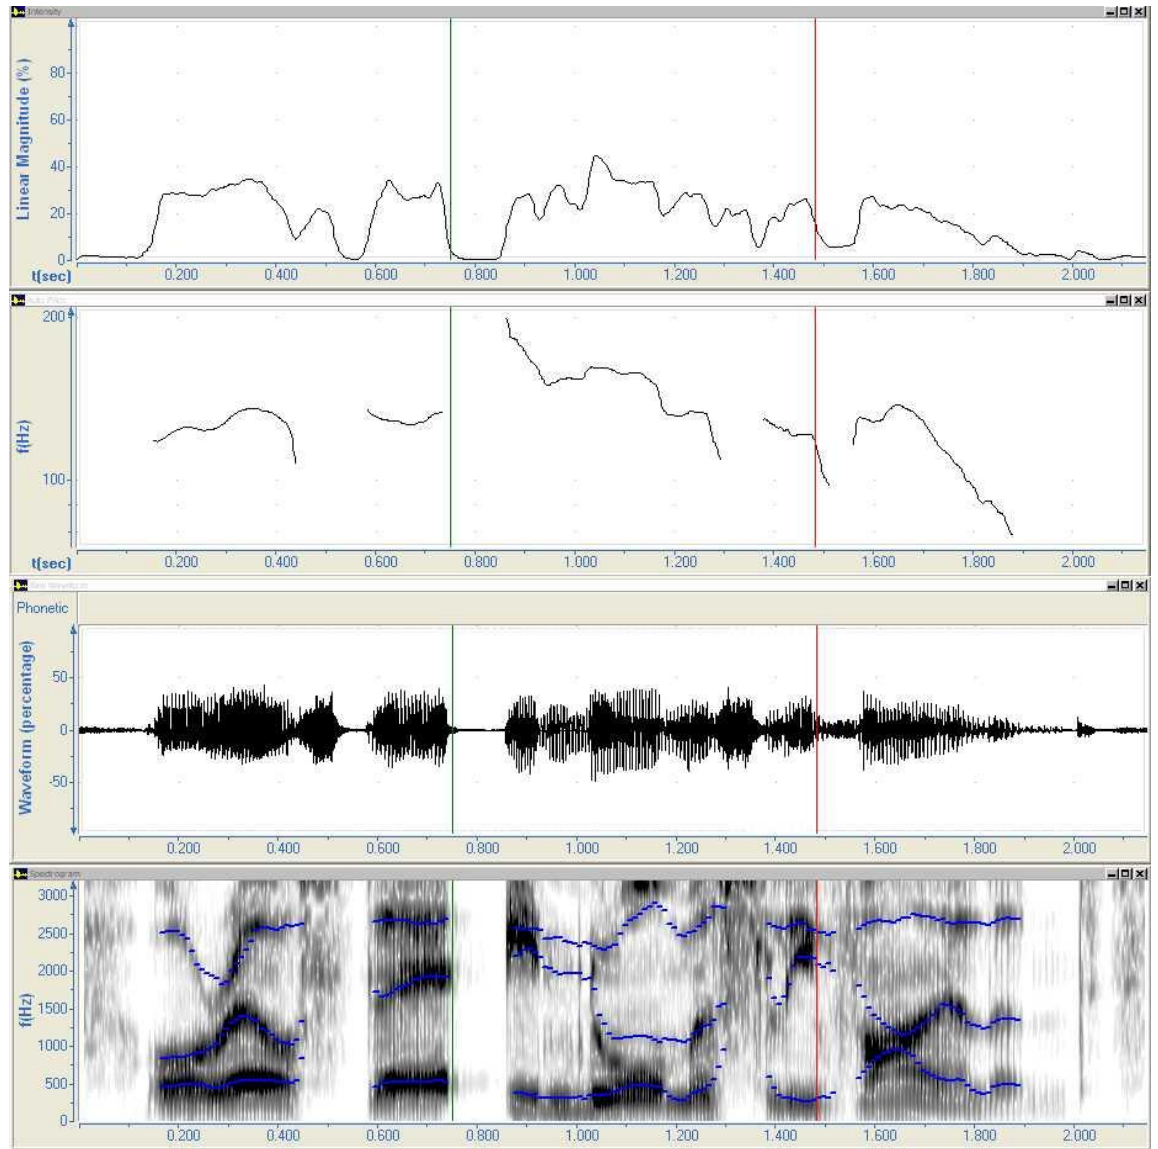 Intensity
Linear Magnitude (%)
80
60
40
20
0
t(sec) 0.200 0.400 0.600 0.800 1.000 1.200 1.400 1.600 1.800 2.000
Auto Pitch
f(Hz)
200
100
t(sec) 0.200 0.400 0.600 0.800 1.000 1.200 1.400 1.600 1.800 2.000
Phonetic
Waveform (percentage)
50
0
-50
0.200 0.400 0.600 0.800 1.000 1.200 1.400 1.600 1.800 2.000
Spectrogram
f(Hz)
3000
2500
2000
1500
1000
500
0
0.200 0.400 0.600 0.800 1.000 1.200 1.400 1.600 1.800 2.000